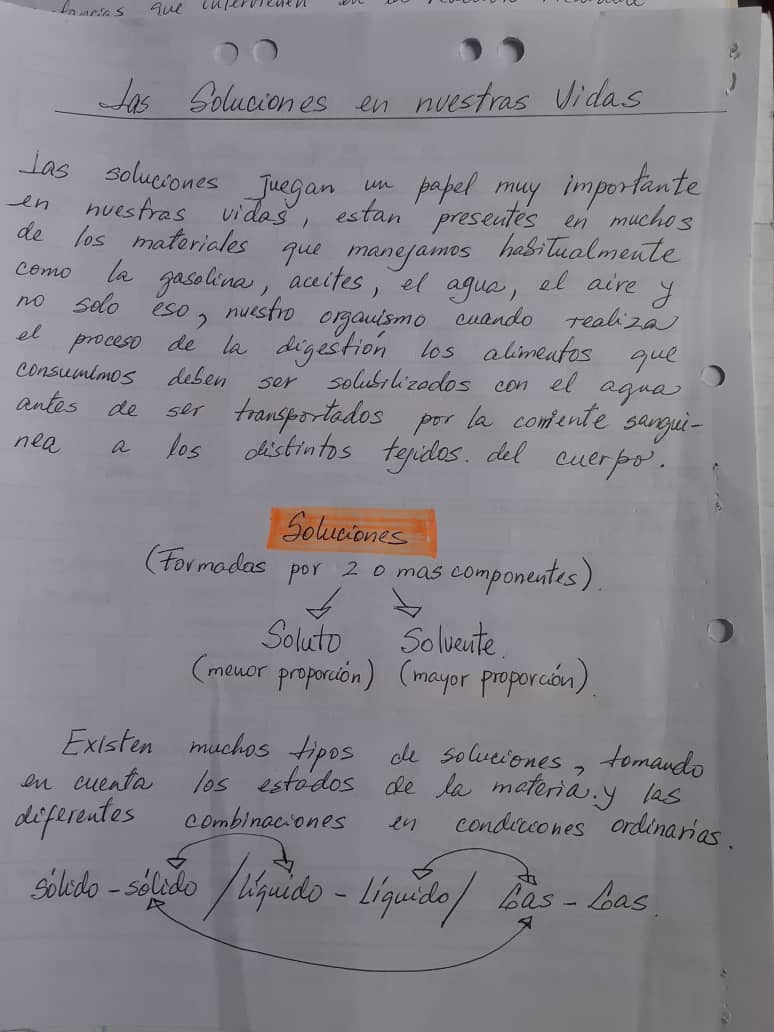 que intervienen en
Las Soluciones en nuestras Vidas
Las soluciones Juegan un papel muy importante
en nuestras vidas, estan presentes en muchos
de los materiales que manejamos habitualmente
como la gasolina, aceites, el agua, el aire y
no solo eso, nuestro organismo cuando realiza
el proceso de la digestión los alimentos que
consumimos deben ser solubilizados con el agua
antes de ser transportados por la corriente sangui-
nea a los distintos tejidos. del cuerpo.
Soluciones
(Formadas por 2 o mas componentes).
Soluto Solvente.
(menor proporción) (mayor proporción).
Existen muchos tipos de soluciones, tomando
en cuenta los estados de la materia. y las
diferentes combinaciones en condiciones ordinarias.
sólido - sólido / líquido - Líquido / Gas - Gas.